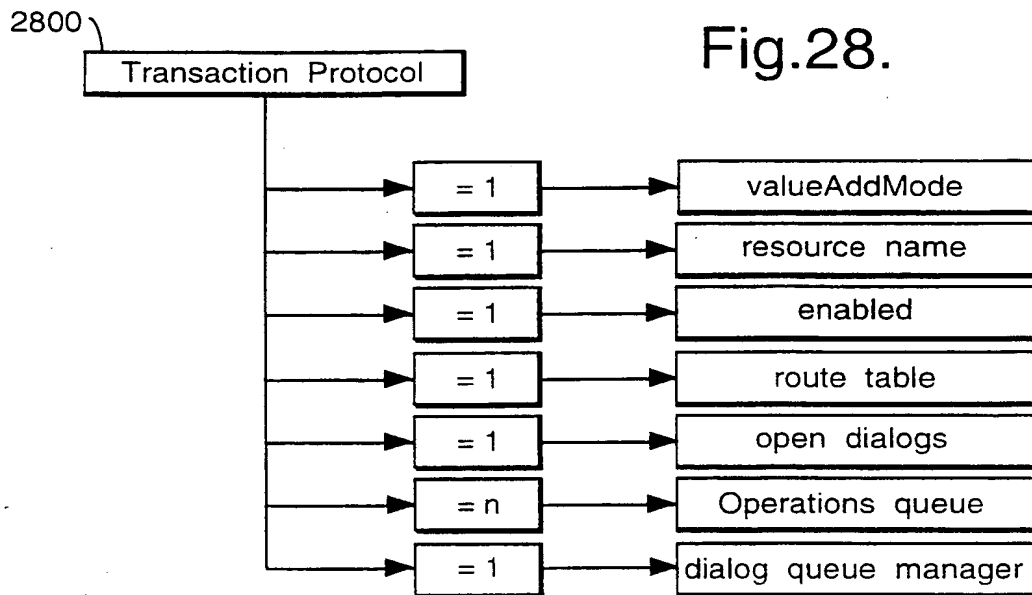 2800
Transaction Protocol
Fig.28.
= 1 valueAddMode
= 1 resource name
= 1 enabled
= 1 route table
= 1 open dialogs
= n Operations queue
= 1 dialog queue manager